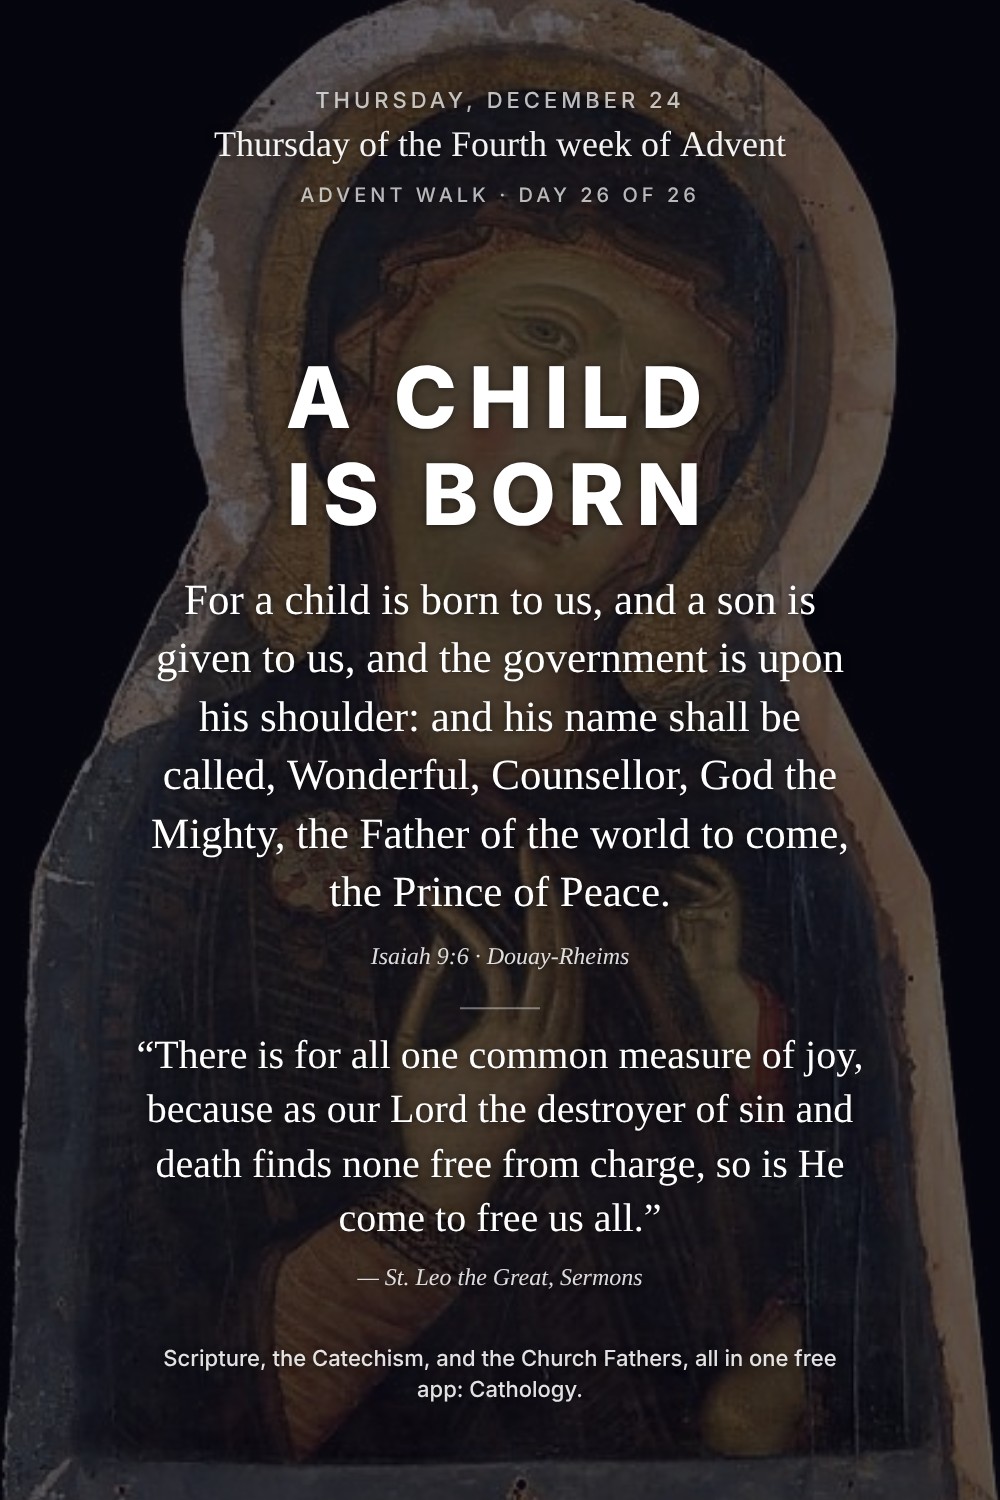 THURSDAY, DECEMBER 24
Thursday of the Fourth week of Advent
ADVENT WALK · DAY 26 OF 26
A CHILD
IS BORN
For a child is born to us, and a son is
given to us, and the government is upon
his shoulder: and his name shall be
called, Wonderful, Counsellor, God the
Mighty, the Father of the world to come,
the Prince of Peace.
Isaiah 9:6 · Douay-Rheims
“There is for all one common measure of joy,
because as our Lord the destroyer of sin and
death finds none free from charge, so is He
come to free us all.”
— St. Leo the Great, Sermons
Scripture, the Catechism, and the Church Fathers, all in one free
app: Cathology.